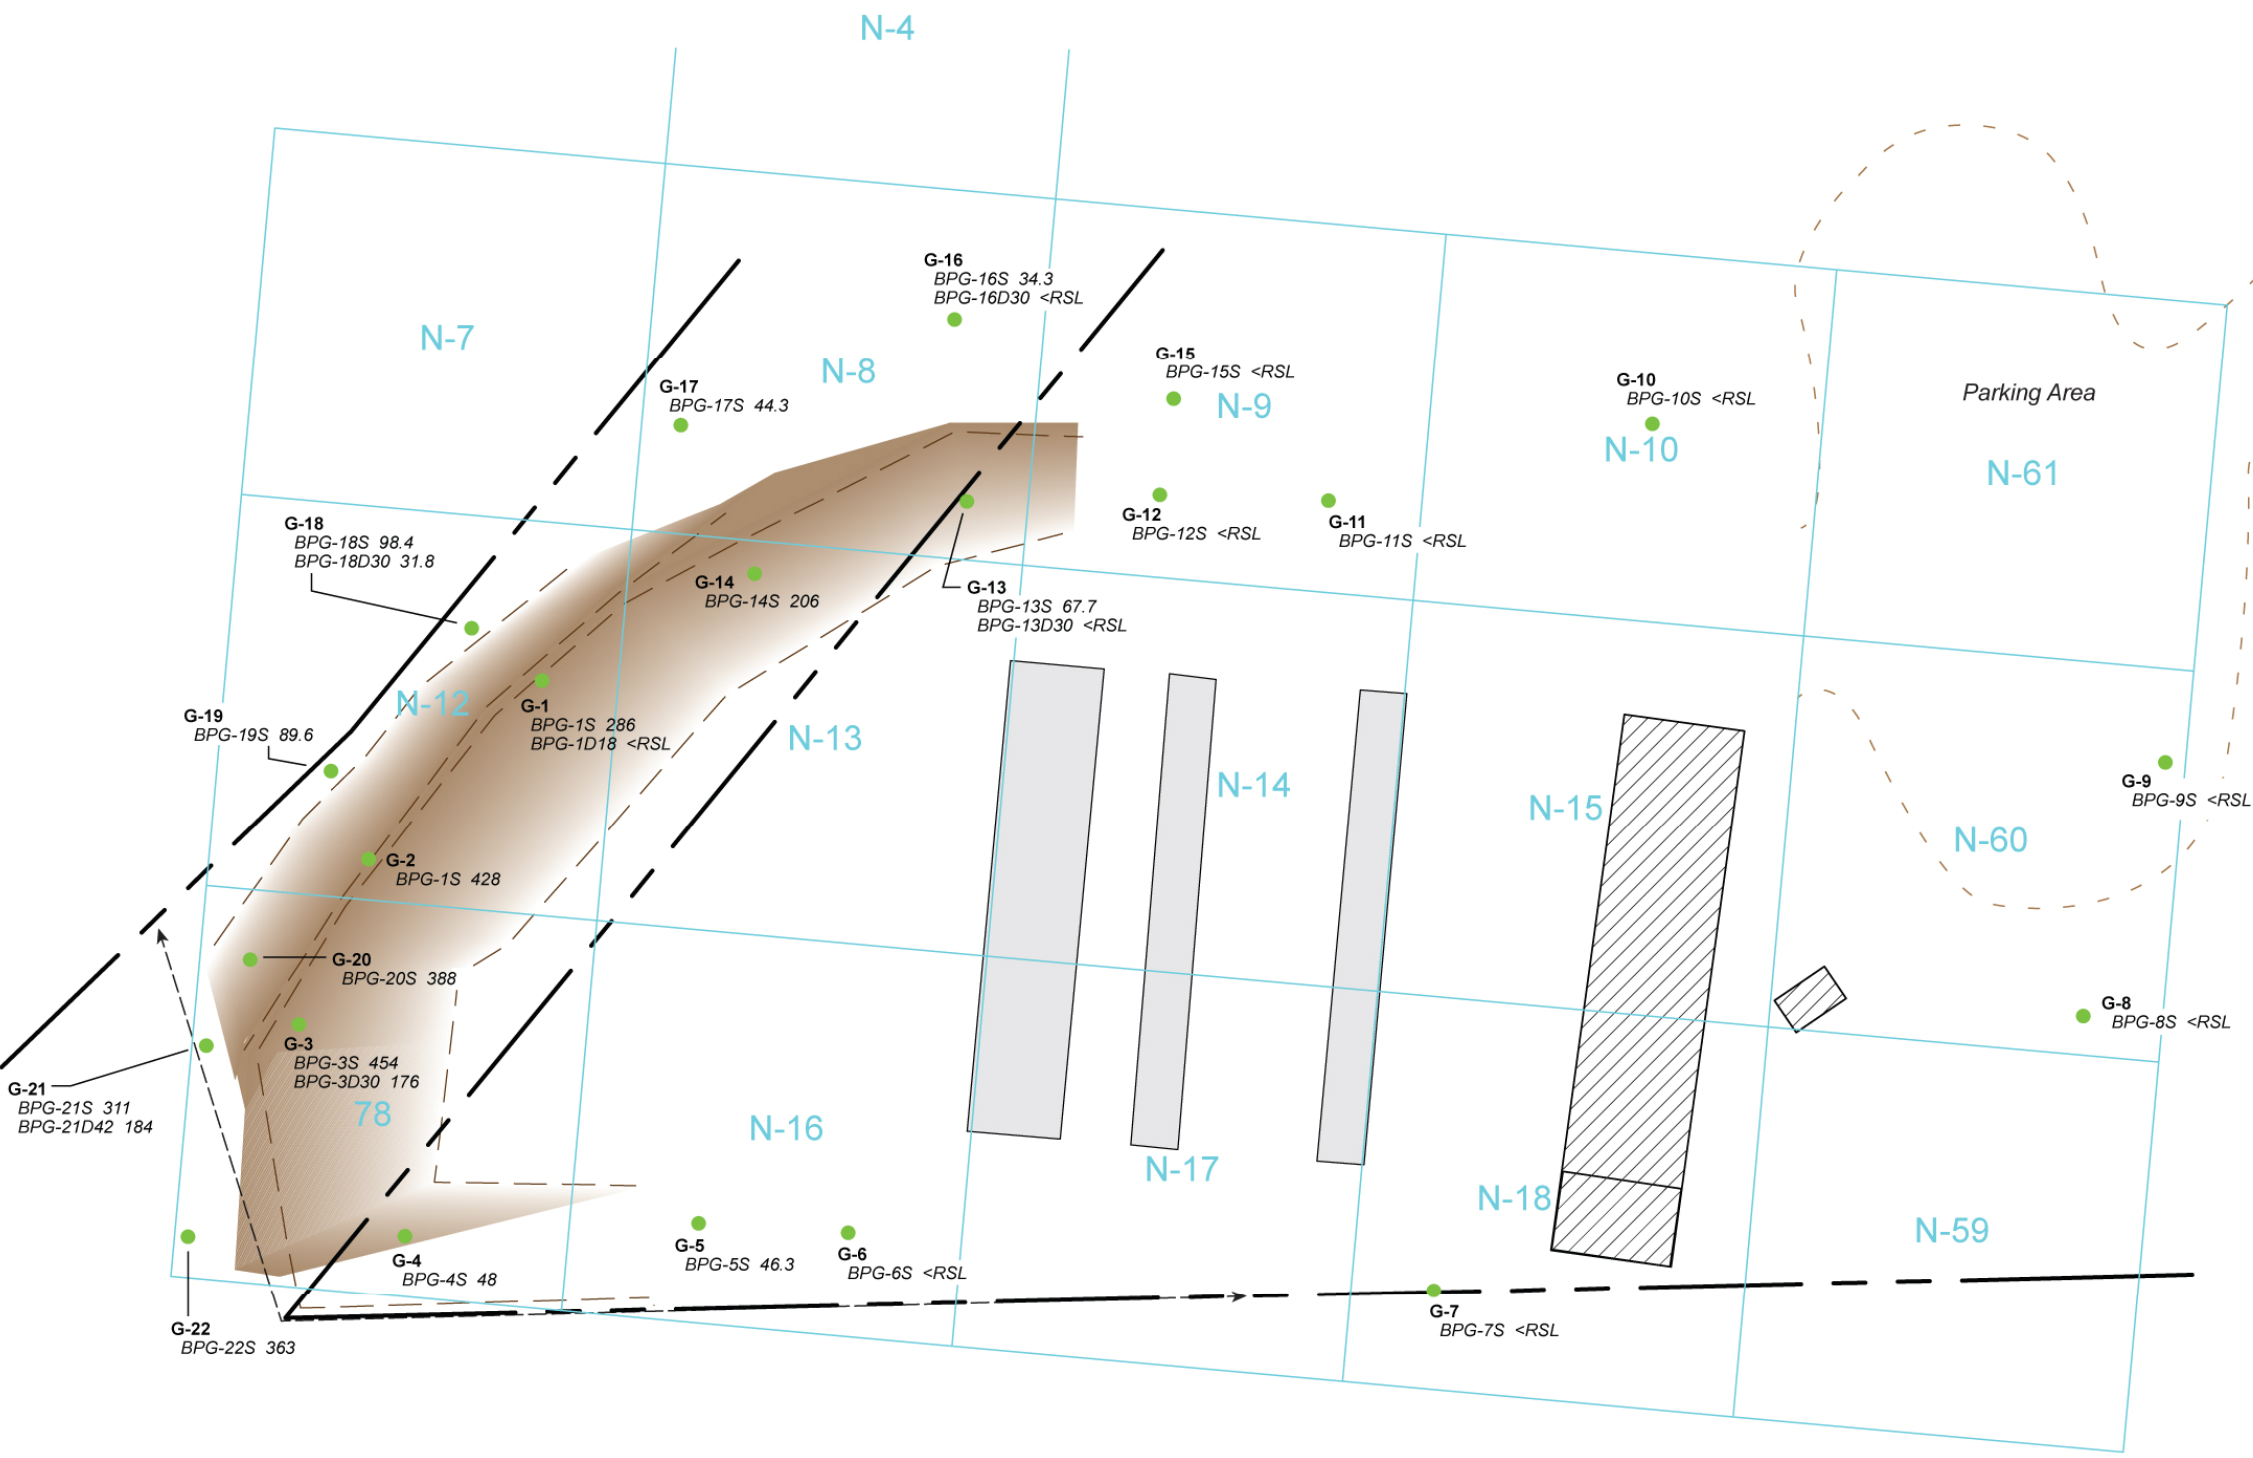 N-4
G-16
BPG-16S 34.3
BPG-16D30 <RSL
N-7
N-8
G-17
BPG-17S 44.3
G-15
BPG-15S <RSL
N-9
G-10
BPG-10S <RSL
N-10
Parking Area
N-61
G-18
BPG-18S 98.4
BPG-18D30 31.8
G-12
BPG-12S <RSL
G-11
BPG-11S <RSL
G-14
BPG-14S 206
G-13
BPG-13S 67.7
BPG-13D30 <RSL
N-12
G-19
BPG-19S 89.6
G-1
BPG-1S 286
BPG-1D18 <RSL
N-13
N-14
N-15
G-9
BPG-9S <RSL
N-60
G-2
BPG-1S 428
G-20
BPG-20S 388
G-8
BPG-8S <RSL
G-3
BPG-3S 454
BPG-3D30 176
G-21
BPG-21S 311
BPG-21D42 184
78
N-16
N-17
N-18
N-59
G-4
BPG-4S 48
G-5
BPG-5S 46.3
G-6
BPG-6S <RSL
G-22
BPG-22S 363
G-7
BPG-7S <RSL